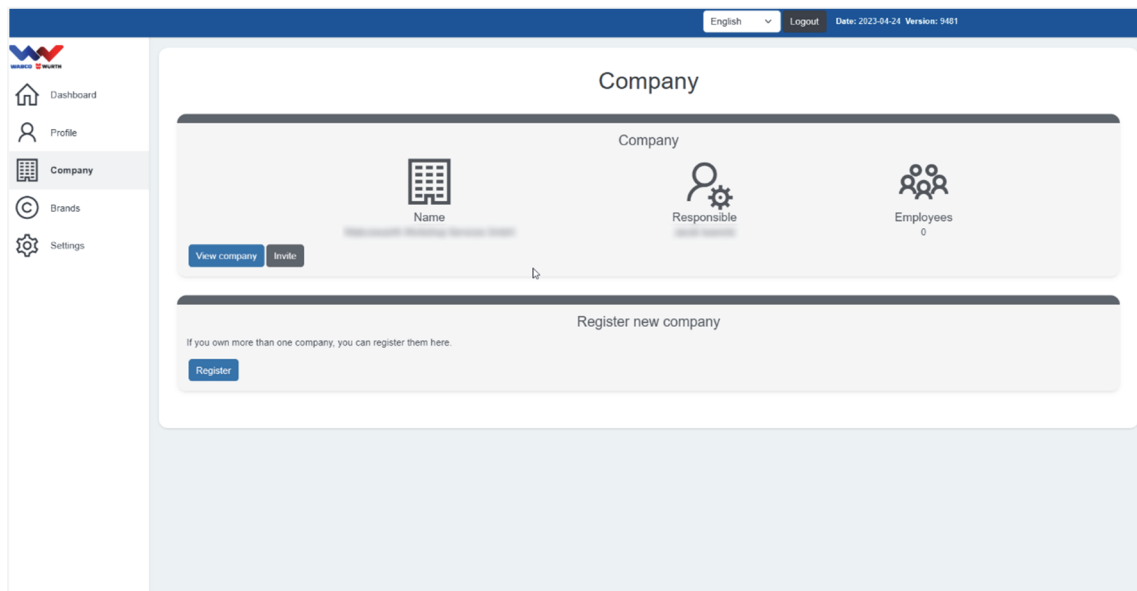 English
Logout
Date: 2023-04-24 Version: 9481
WABCO WÜRTH
Dashboard
Profile
Company
Brands
Settings
Company
Company
Name
Responsible
Employees
0
View company
Invite
Register new company
If you own more than one company, you can register them here.
Register